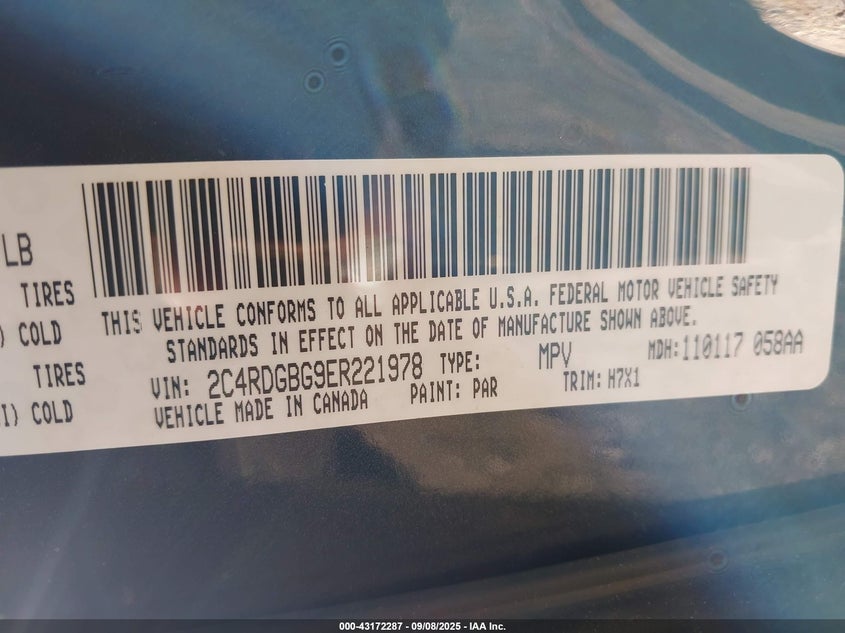 LB
TIRES
) COLD
TIRES
I) COLD
THIS VEHICLE CONFORMS TO ALL APPLICABLE U.S.A. FEDERAL MOTOR VEHICLE SAFETY
STANDARDS IN EFFECT ON THE DATE OF MANUFACTURE SHOWN ABOVE.
VIN: 2C4RDGBG9ER221978 TYPE: MPV MDH:110117 058AA
VEHICLE MADE IN CANADA PAINT: PAR TRIM: H7X1
000-43172287 - 09/08/2025 - IAA Inc.